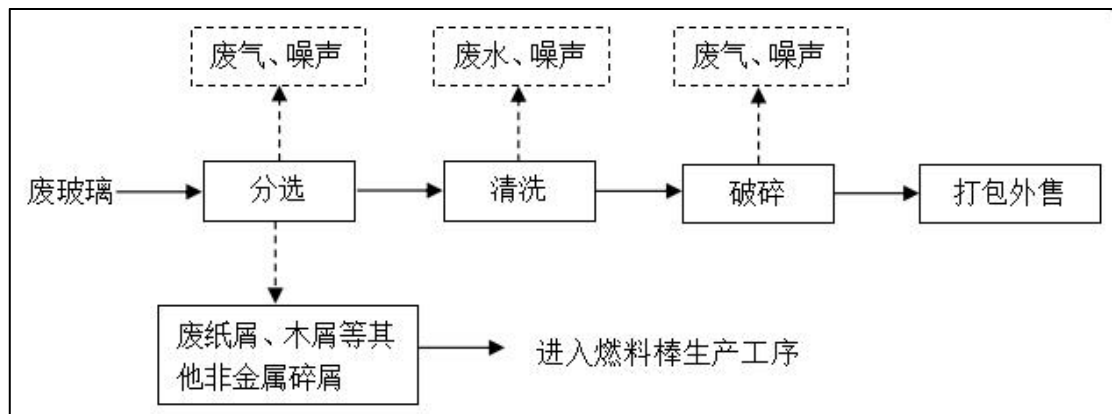 废气、噪声
废水、噪声
废气、噪声
废玻璃
分选
清洗
破碎
打包外售
废纸屑、木屑等其
他非金属碎屑
进入燃料棒生产工序